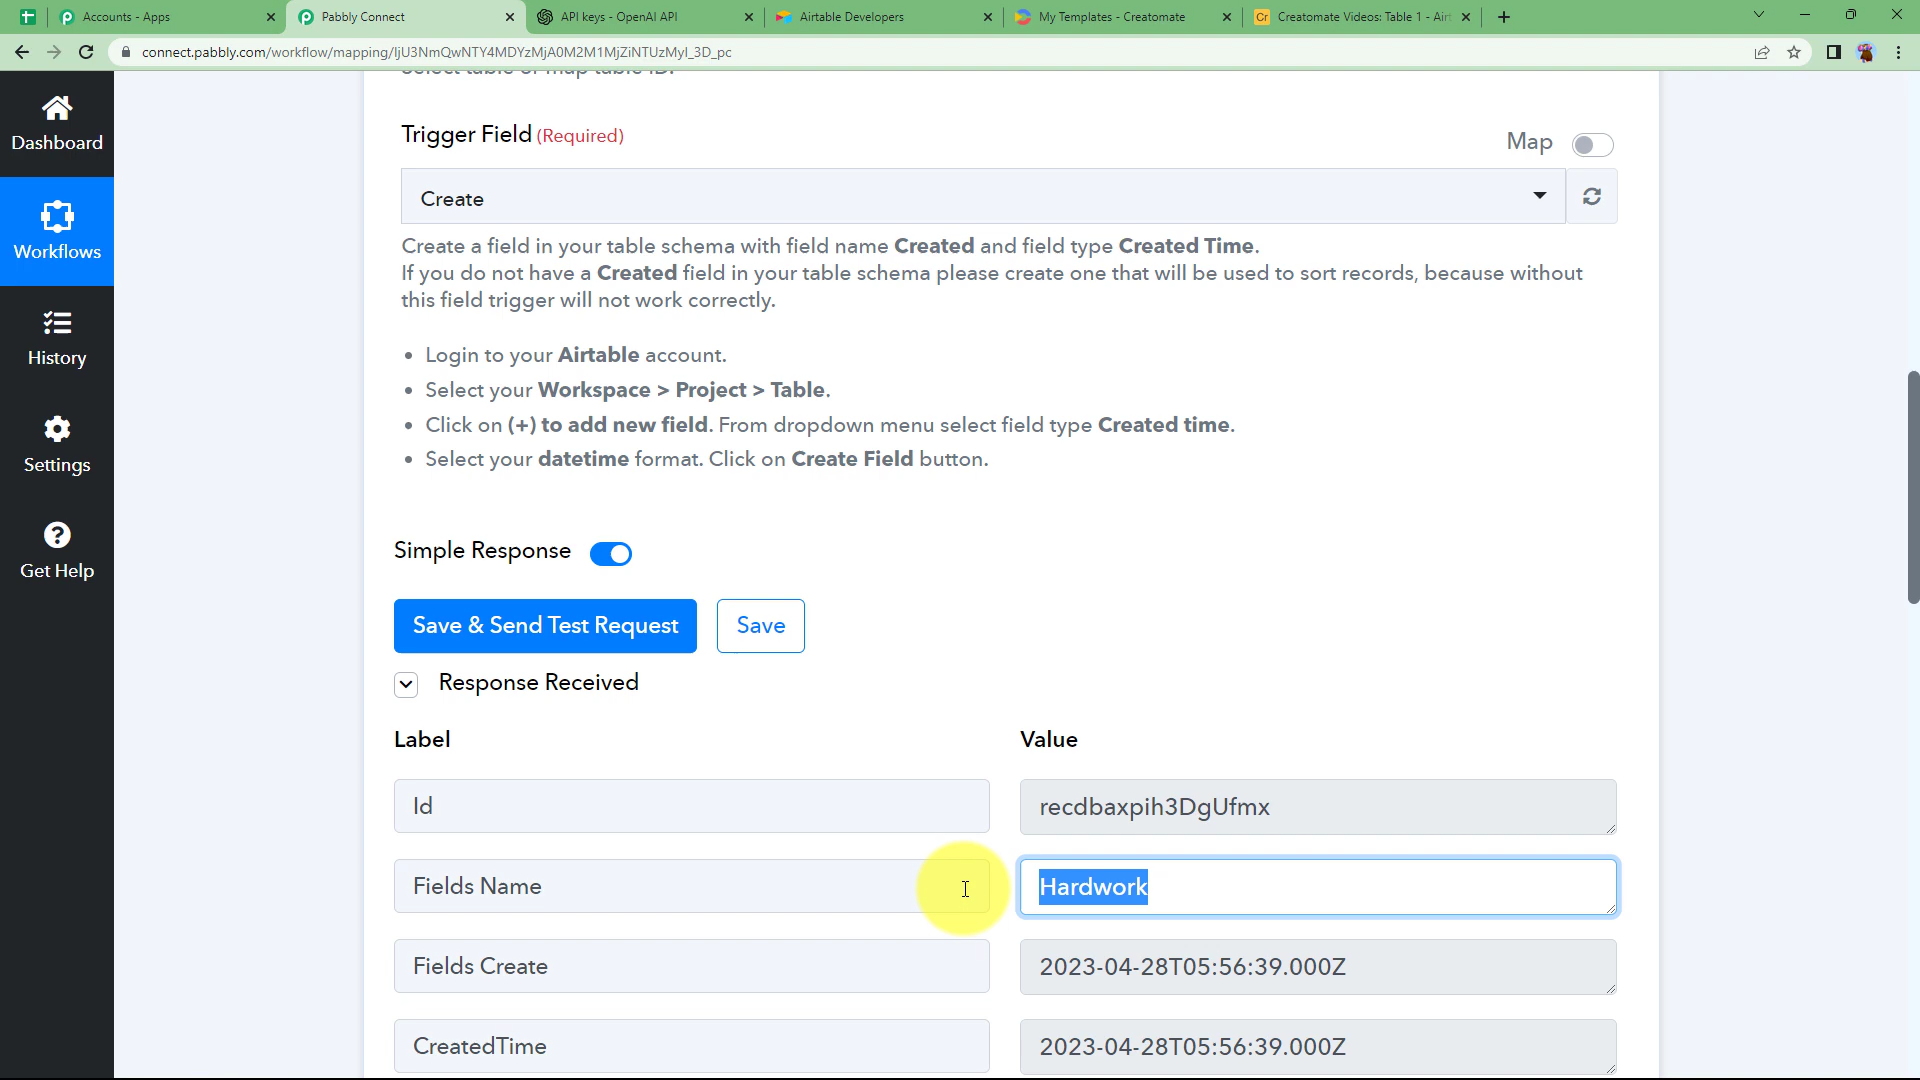 Accounts - Apps
Pabbly Connect
API keys - OpenAI API
Airtable Developers
My Templates - Creatomate
Cr
Creatomate Videos: Table 1 - Air
connect.pabbly.com/workflow/mapping/IjU3NmQwNTY4MDYzMjA0M2M1MjZiNTUzMyI_3D_pc
Select table or map table ID.
Dashboard
Workflows
History
Settings
Get Help
Trigger Field (Required)
Map
Create
Create a field in your table schema with field name Created and field type Created Time.
If you do not have a Created field in your table schema please create one that will be used to sort records, because without
this field trigger will not work correctly.
• Login to your Airtable account.
• Select your Workspace > Project > Table.
• Click on (+) to add new field. From dropdown menu select field type Created time.
• Select your datetime format. Click on Create Field button.
Simple Response
Save & Send Test Request
Save
Response Received
Label
Value
Id
recdbaxpih3DgUfmx
Fields Name
Hardwork
Fields Create
2023-04-28T05:56:39.000Z
CreatedTime
2023-04-28T05:56:39.000Z